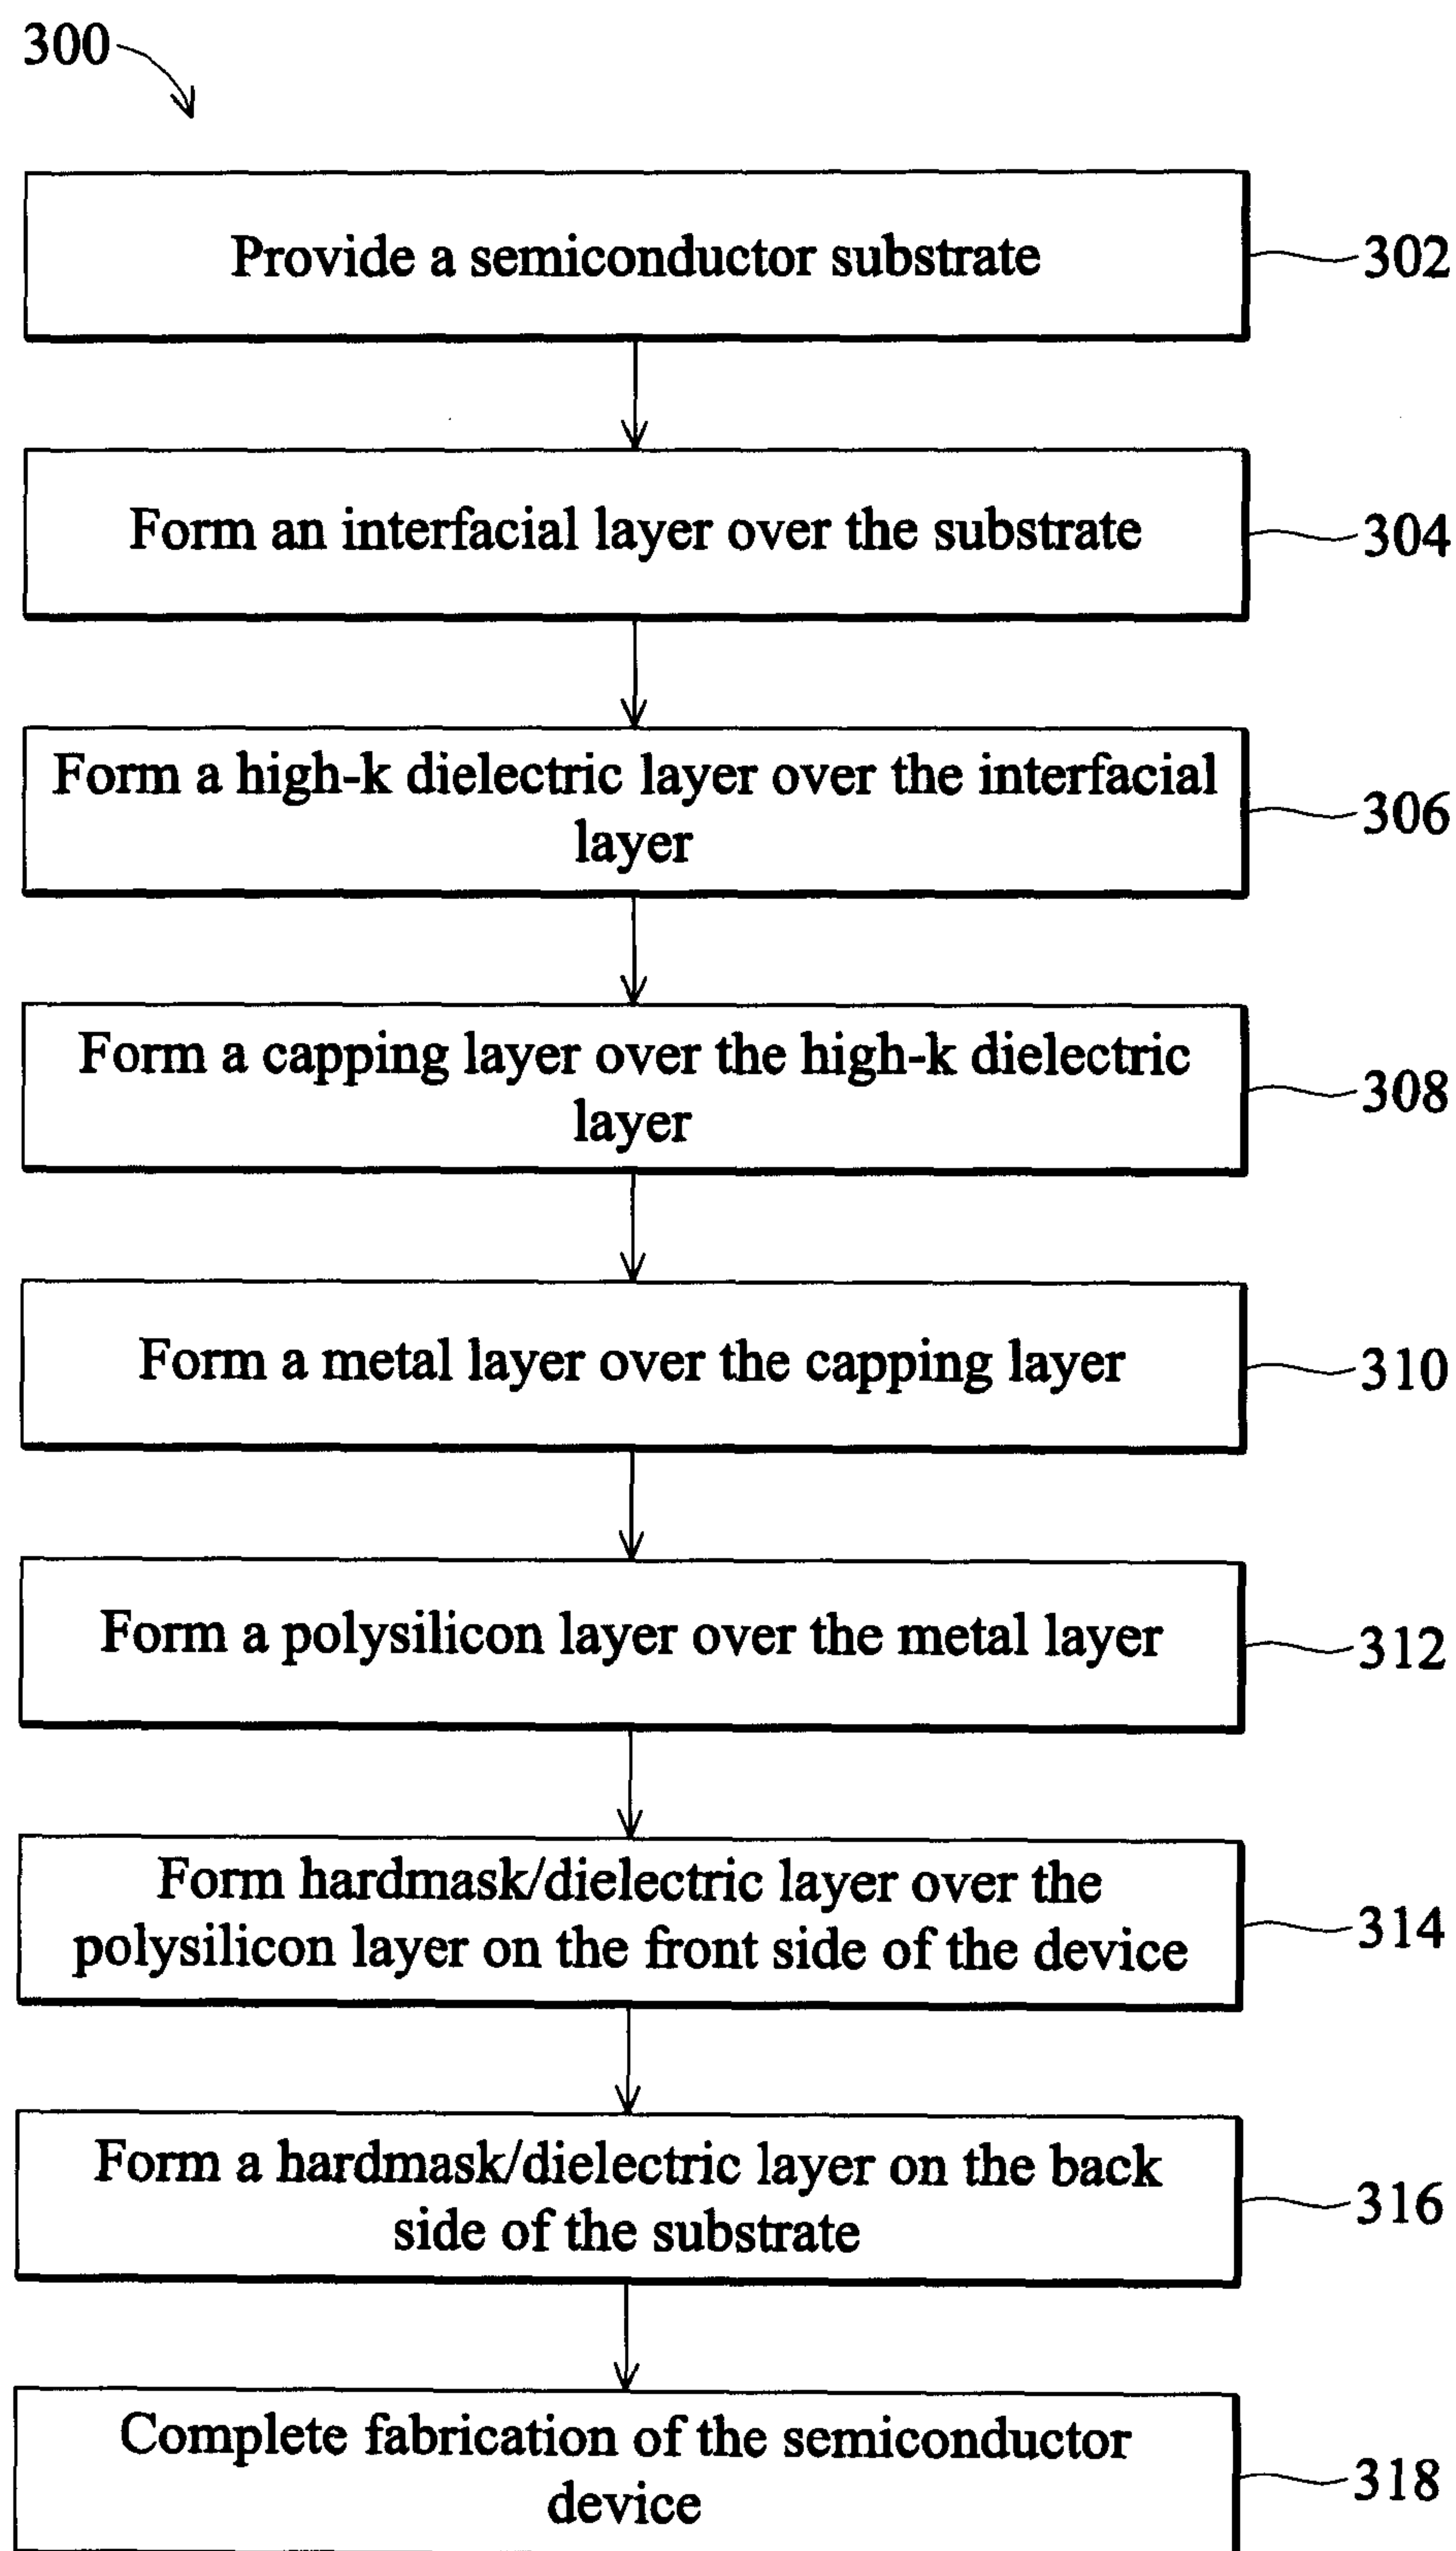 300
Provide a semiconductor substrate
302
Form an interfacial layer over the substrate
304
Form a high-k dielectric layer over the interfacial
layer
306
Form a capping layer over the high-k dielectric
layer
308
Form a metal layer over the capping layer
310
Form a polysilicon layer over the metal layer
312
Form hardmask/dielectric layer over the
polysilicon layer on the front side of the device
314
Form a hardmask/dielectric layer on the back
side of the substrate
316
Complete fabrication of the semiconductor
device
318